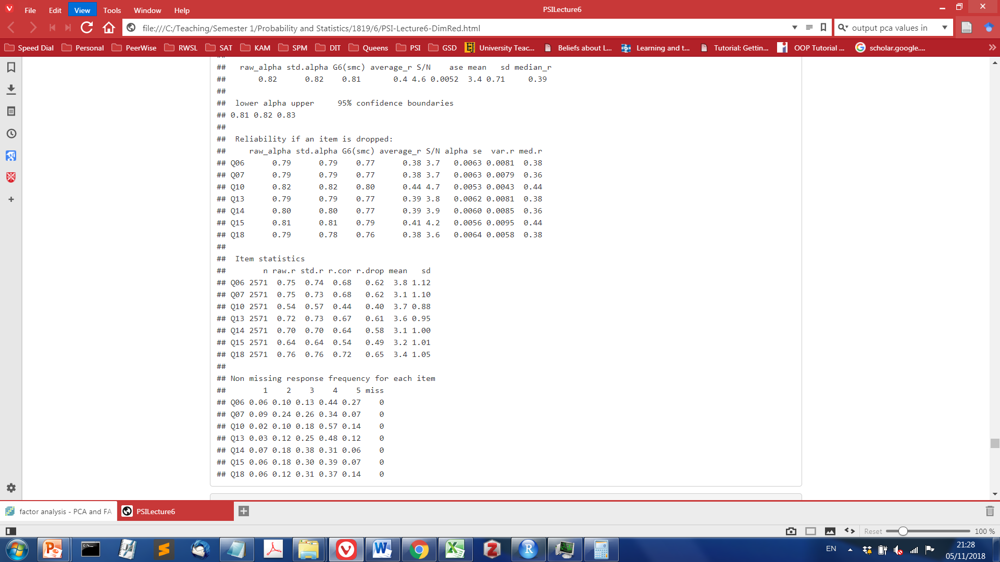 File Edit View Tools Window Help PSILecture6
file:///C:/Teaching/Semester 1/Probability and Statistics/1819/6/PSI-Lecture6-DimRed.html output pca values in
Speed Dial Personal PeerWise RWSL SAT KAM SPM DIT Queens PSI GSD University Teac... Beliefs about L... Learning and t... Tutorial: Gettin... OOP Tutorial ... scholar.google....
## raw_alpha std.alpha G6(smc) average_r S/N ase mean sd median_r
## 0.82 0.82 0.81 0.4 4.6 0.0052 3.4 0.71 0.39
##
## lower alpha upper 95% confidence boundaries
## 0.81 0.82 0.83
##
## Reliability if an item is dropped:
## raw_alpha std.alpha G6(smc) average_r S/N alpha se var.r med.r
## Q06 0.79 0.79 0.77 0.38 3.7 0.0063 0.0081 0.38
## Q07 0.79 0.79 0.77 0.38 3.7 0.0063 0.0079 0.36
## Q10 0.82 0.82 0.80 0.44 4.7 0.0053 0.0043 0.44
## Q13 0.79 0.79 0.77 0.39 3.8 0.0062 0.0081 0.38
## Q14 0.80 0.80 0.77 0.39 3.9 0.0060 0.0085 0.36
## Q15 0.81 0.81 0.79 0.41 4.2 0.0056 0.0095 0.44
## Q18 0.79 0.78 0.76 0.38 3.6 0.0064 0.0058 0.38
##
## Item statistics
## n raw.r std.r r.cor r.drop mean sd
## Q06 2571 0.75 0.74 0.68 0.62 3.8 1.12
## Q07 2571 0.75 0.73 0.68 0.62 3.1 1.10
## Q10 2571 0.54 0.57 0.44 0.40 3.7 0.88
## Q13 2571 0.72 0.73 0.67 0.61 3.6 0.95
## Q14 2571 0.70 0.70 0.64 0.58 3.1 1.00
## Q15 2571 0.64 0.64 0.54 0.49 3.2 1.01
## Q18 2571 0.76 0.76 0.72 0.65 3.4 1.05
##
## Non missing response frequency for each item
## 1 2 3 4 5 miss
## Q06 0.06 0.10 0.13 0.44 0.27 0
## Q07 0.09 0.24 0.26 0.34 0.07 0
## Q10 0.02 0.10 0.18 0.57 0.14 0
## Q13 0.03 0.12 0.25 0.48 0.12 0
## Q14 0.07 0.18 0.38 0.31 0.06 0
## Q15 0.06 0.18 0.30 0.39 0.07 0
## Q18 0.06 0.12 0.31 0.37 0.14 0
factor analysis - PCA and FA PSILecture6
Reset 100 %
EN 21:28
05/11/2018